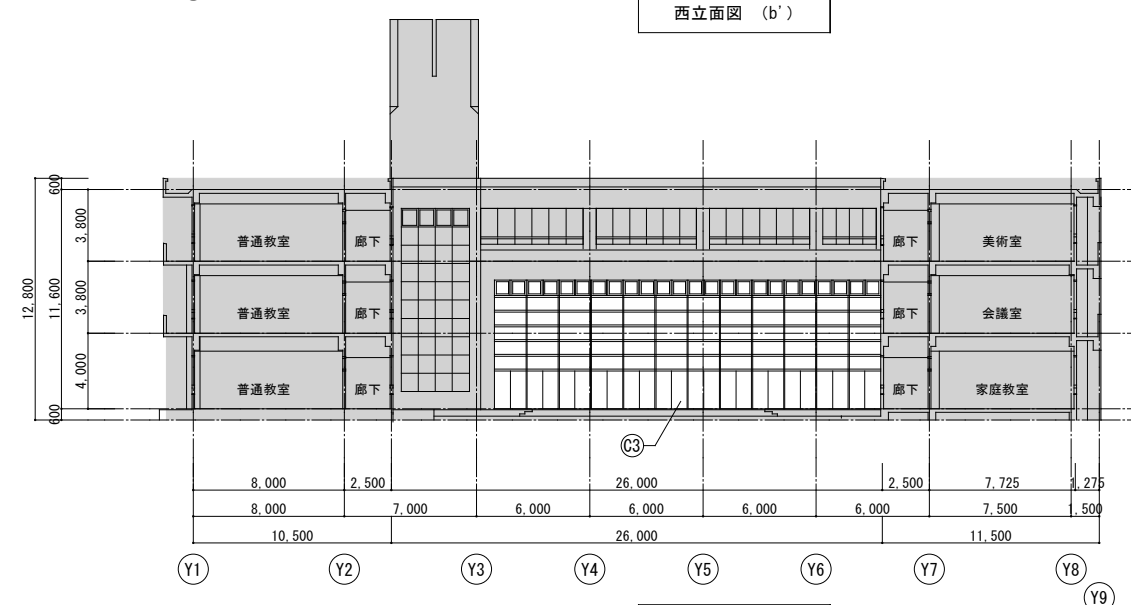 西立面図 (b')
600
3,800
普通教室 廊下 廊下 美術室
12,800 11,600 3,800
普通教室 廊下 廊下 会議室
4,000
普通教室 廊下 廊下 家庭教室
600
C3
8,000 2,500 26,000 2,500 7,725 1,275
8,000 7,000 6,000 6,000 6,000 6,000 7,500 1,500
10,500 26,000 11,500
Y1 Y2 Y3 Y4 Y5 Y6 Y7 Y8
Y9